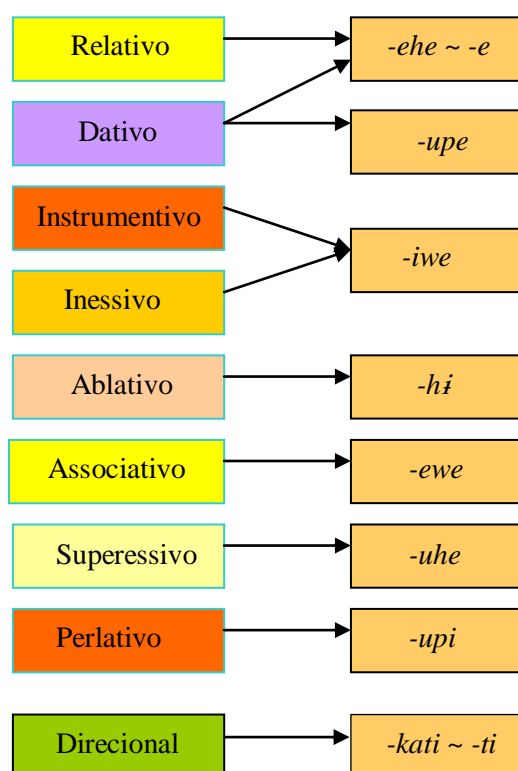 Relativo
-ehe ~ -e
Dativo
-upe
Instrumentivo
-iwe
Inessivo
Ablativo
-hɨ
Associativo
-ewe
Superessivo
-uhe
Perlativo
-upi
Direcional
-kati ~ -ti